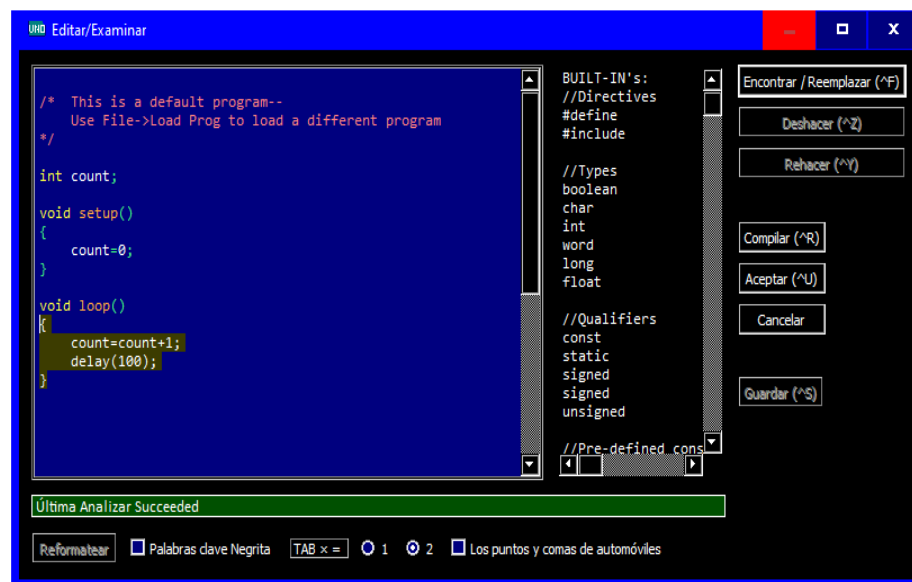 UNO Editar/Examinar
/* This is a default program--
Use File->Load Prog to load a different program
*/
int count;
void setup()
{
count=0;
}
void loop()
{
count=count+1;
delay(100);
}
BUILT-IN's:
//Directives
#define
#include
//Types
boolean
char
int
word
long
float
//Qualifiers
const
static
signed
signed
unsigned
//Pre-defined cons
Encontrar / Reemplazar (^F)
Deshacer (^Z)
Rehacer (^Y)
Compilar (^R)
Aceptar (^U)
Cancelar
Guardar (^S)
Última Analizar Succeeded
Reformatear Palabras clave Negrita TAB x = 1 2 Los puntos y comas de automóviles